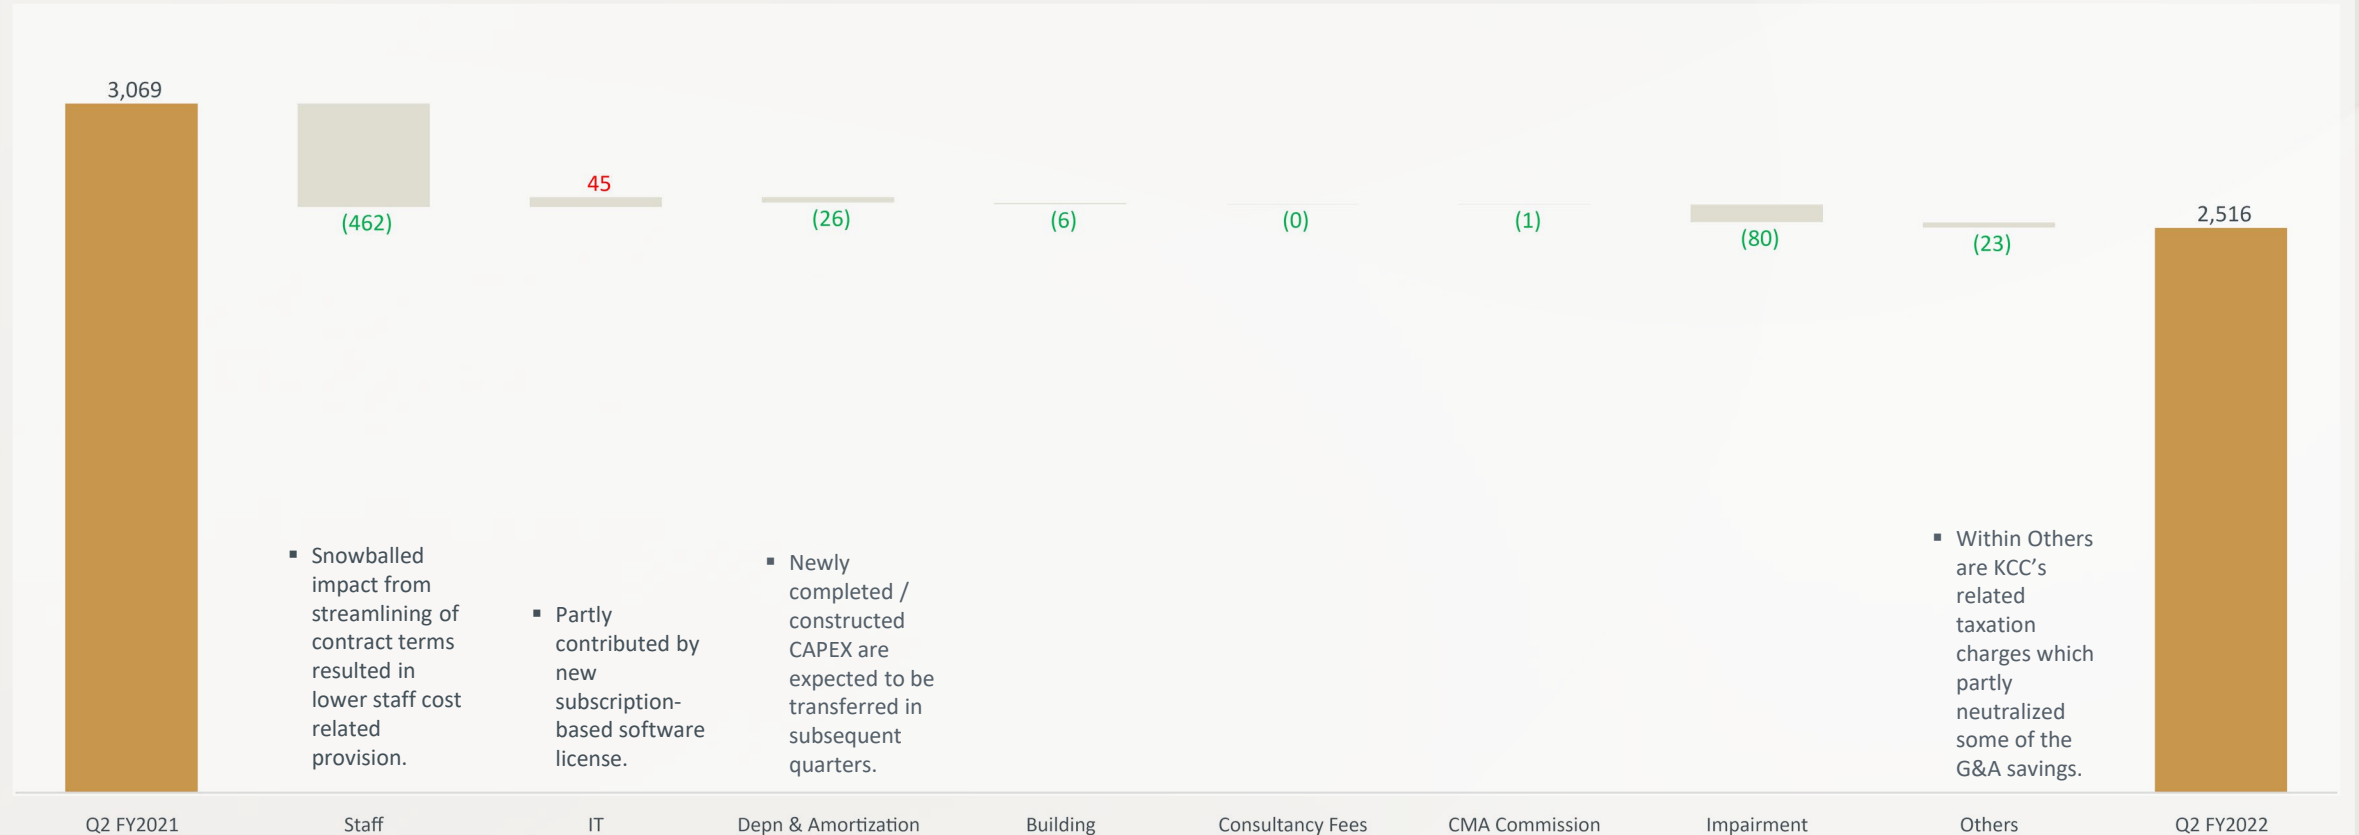 3,069
45
(462)
(26)
(6)
(0)
(1)
(80)
(23)
2,516
▪ Snowballed
impact from
streamlining of
contract terms
resulted in
lower staff cost
related
provision.
▪ Partly
contributed by
new
subscription-
based software
license.
▪ Newly
completed /
constructed
CAPEX are
expected to be
transferred in
subsequent
quarters.
▪ Within Others
are KCC’s
related
taxation
charges which
partly
neutralized
some of the
G&A savings.
Q2 FY2021
Staff
IT
Depn & Amortization
Building
Consultancy Fees
CMA Commission
Impairment
Others
Q2 FY2022